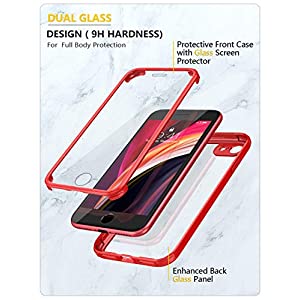 DUAL GLASS
DESIGN ( 9H HARDNESS)
For Full Body Protection
Protective Front Case
with Glass Screen
Protector
Enhanced Back
Glass Panel